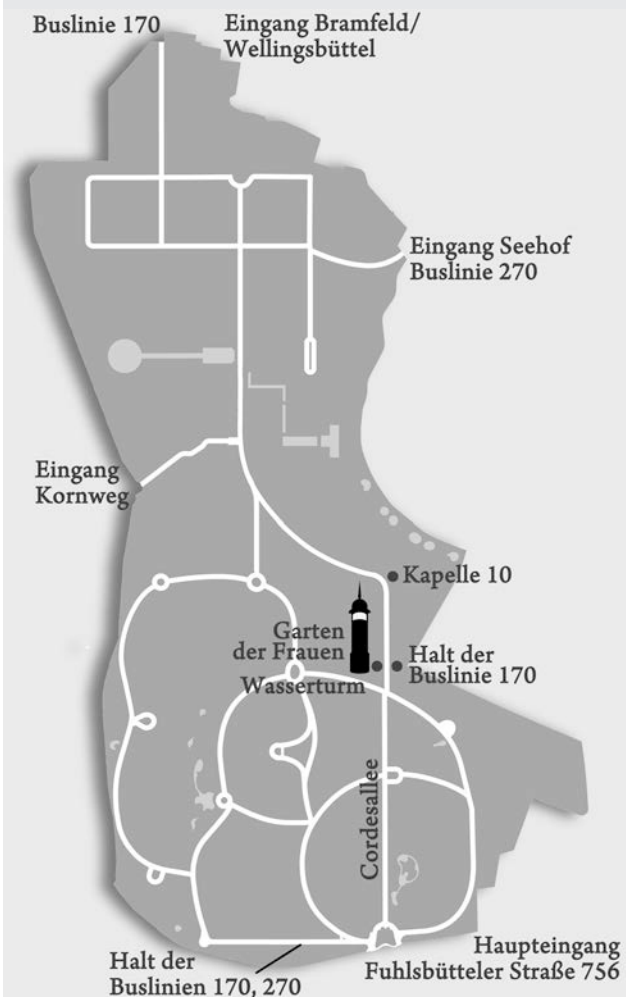 Buslinie 170
Eingang Bramfeld/
Wellingsbüttel
Eingang Seehof
Buslinie 270
Eingang
Kornweg
Kapelle 10
Garten
der Frauen
Wasserturm
Halt der
Buslinie 170
Cordesallee
Halt der
Buslinien 170, 270
Haupteingang
Fuhlsbütteler Straße 756